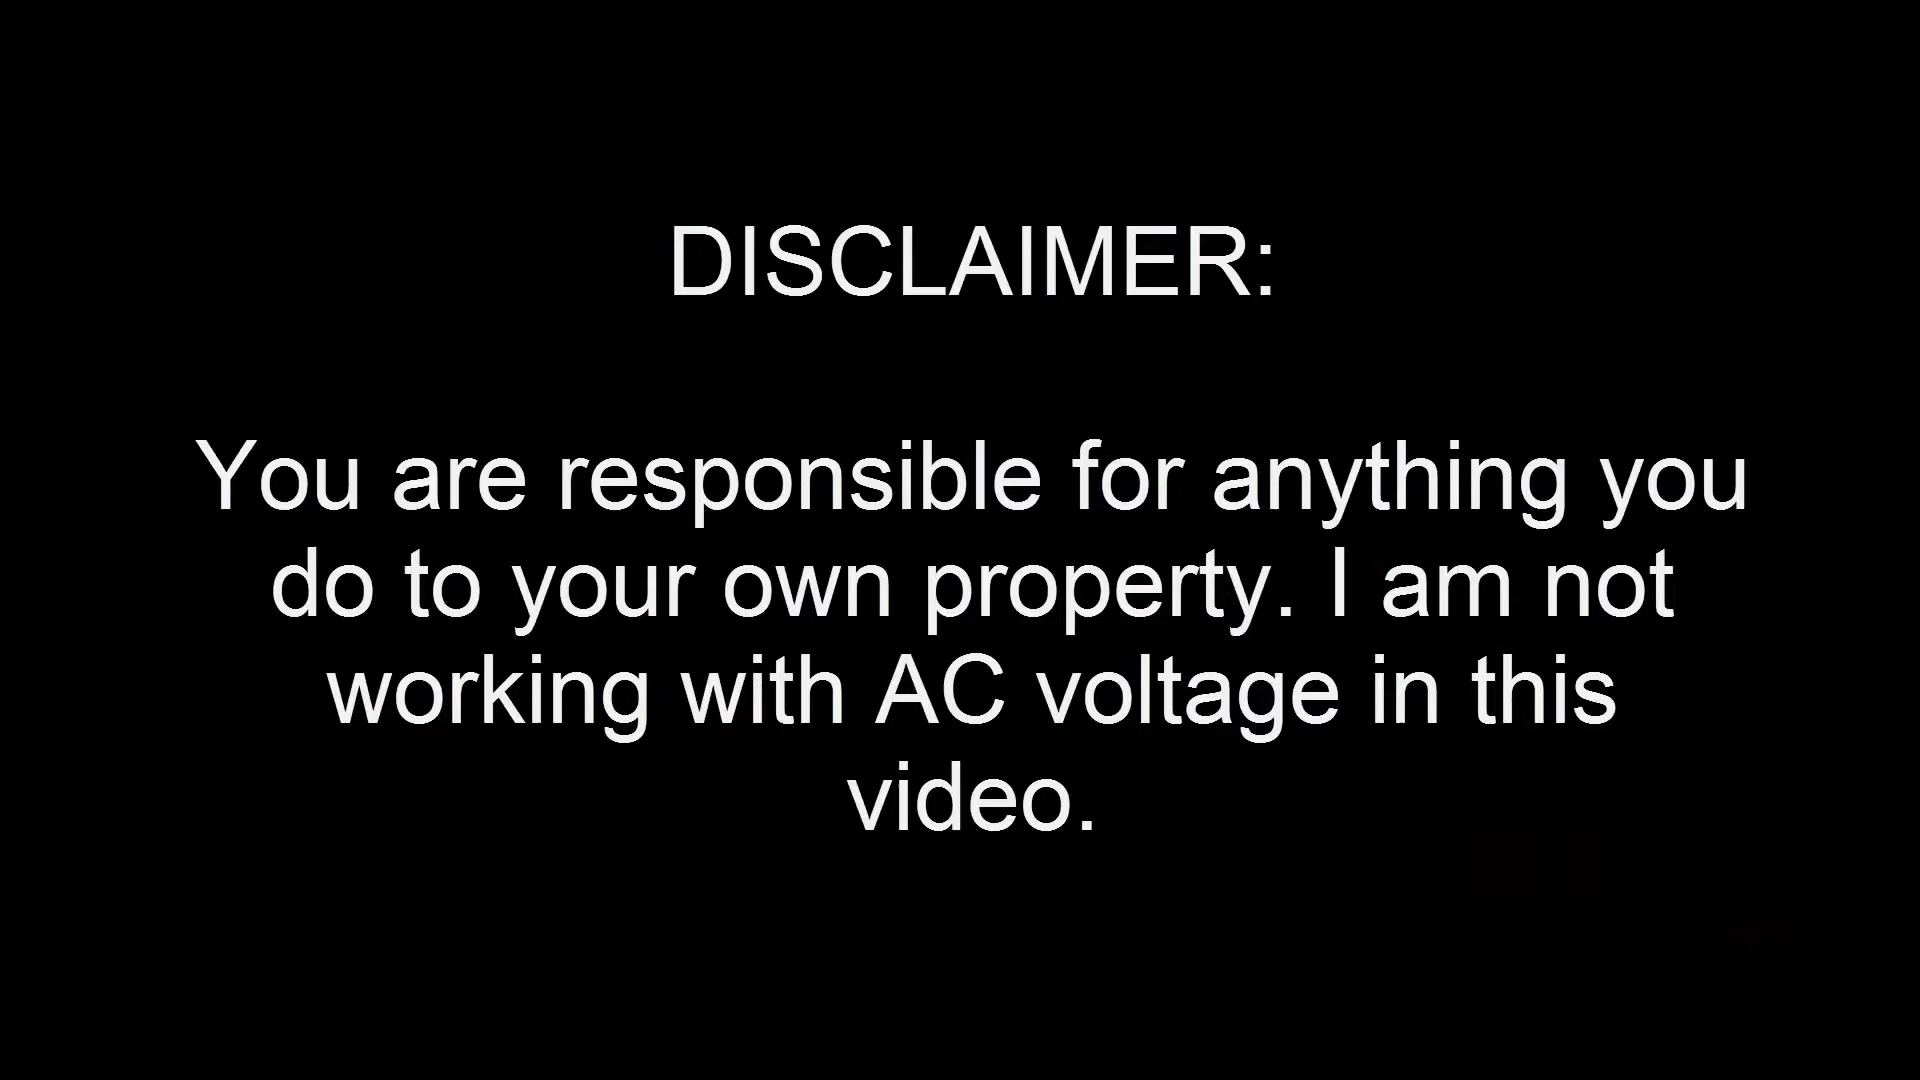 DISCLAIMER:
You are responsible for anything you
do to your own property. I am not
working with AC voltage in this
video.